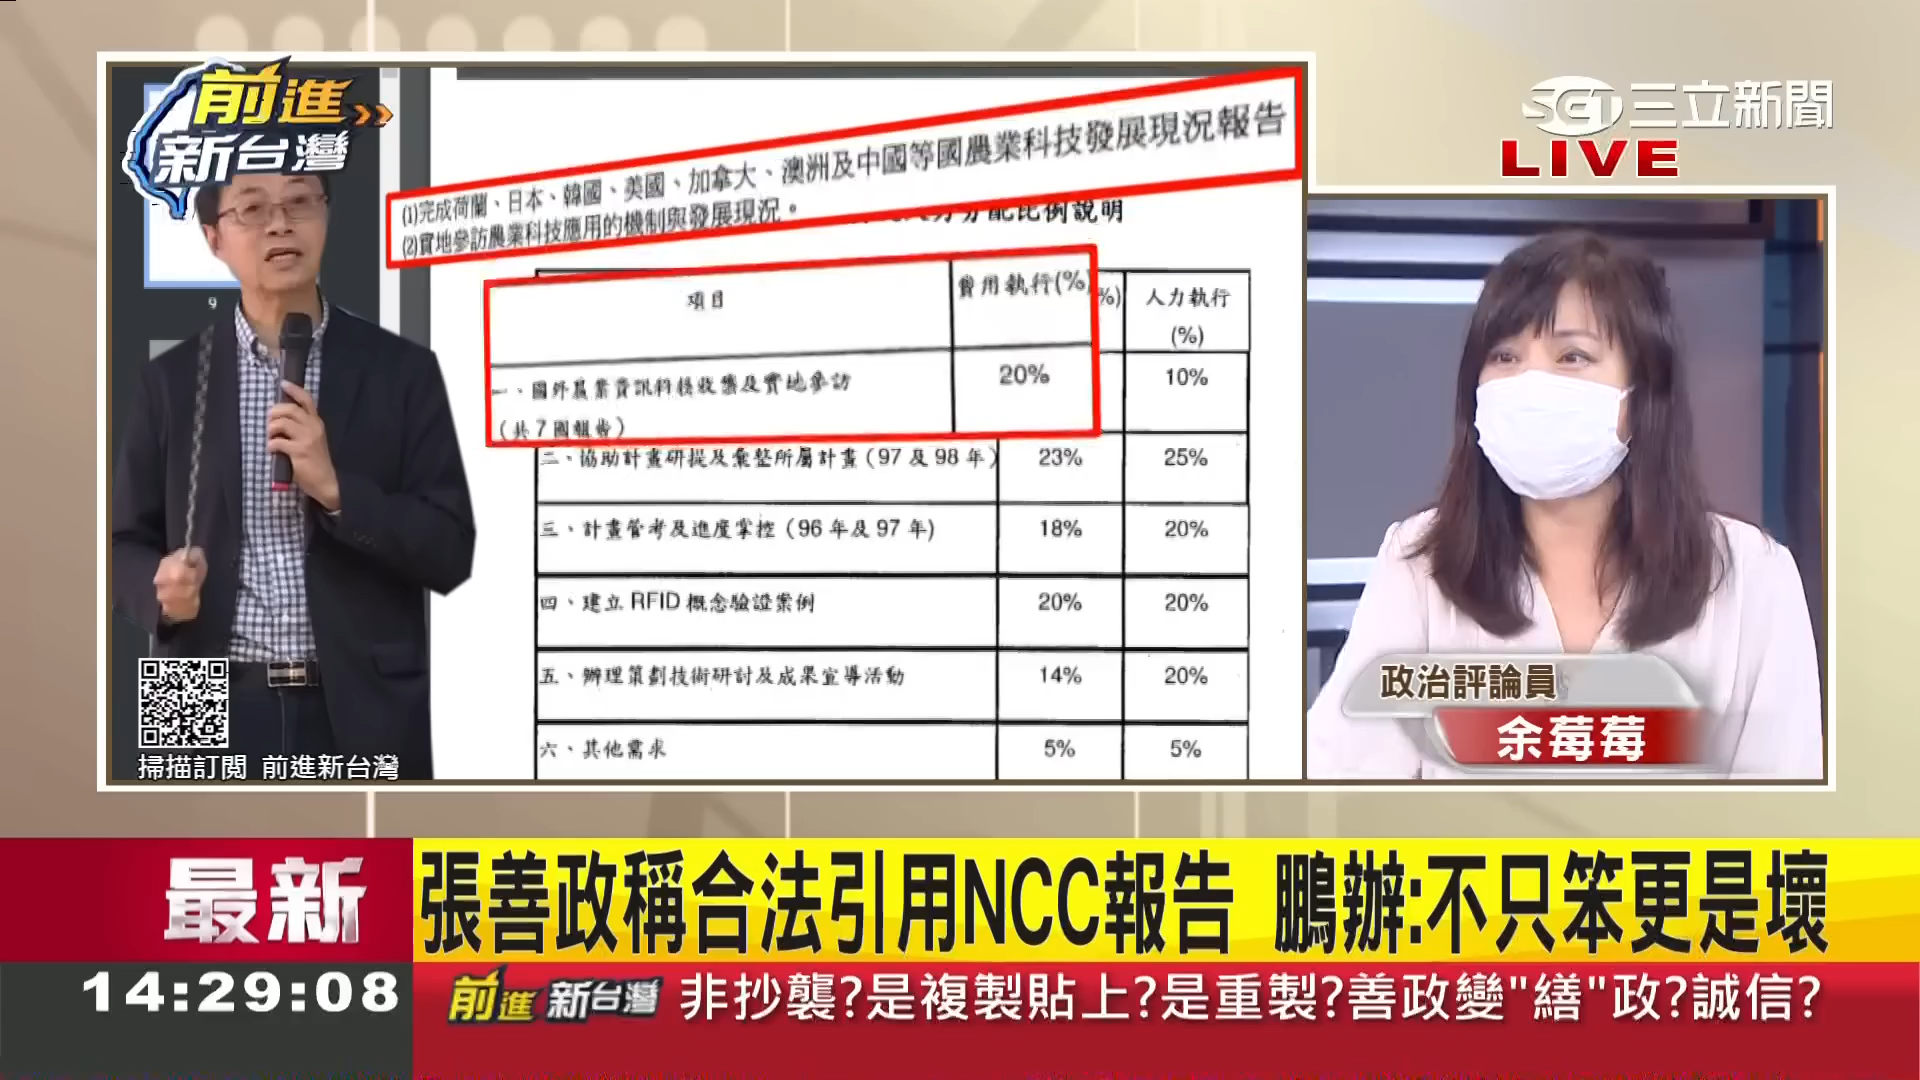 前進
新台灣
SET三立新聞
LIVE
(1)完成荷蘭、日本、韓國、美國、加拿大、澳洲及中國等國農業科技發展現況報告
(2)實地參訪農業科技應用的機制與發展現況。
分配比例說明
項目
費用執行(%)
%)
人力執行
(%)
一、國外農業資訊科技收集及實地參訪
(共7國報告)
20%
10%
二、協助計畫研提及彙整所屬計畫(97及98年)
23%
25%
三、計畫管考及進度掌控(96年及97年)
18%
20%
四、建立RFID概念驗證案例
20%
20%
五、辦理策劃技術研討及成果宣導活動
14%
20%
六、其他需求
5%
5%
9
掃描訂閱 前進新台灣
政治評論員
余莓莓
最新
張善政稱合法引用NCC報告 鵬辦:不只笨更是壞
14:29:08
前進新台灣
非抄襲?是複製貼上?是重製?善政變"繕"政?誠信?